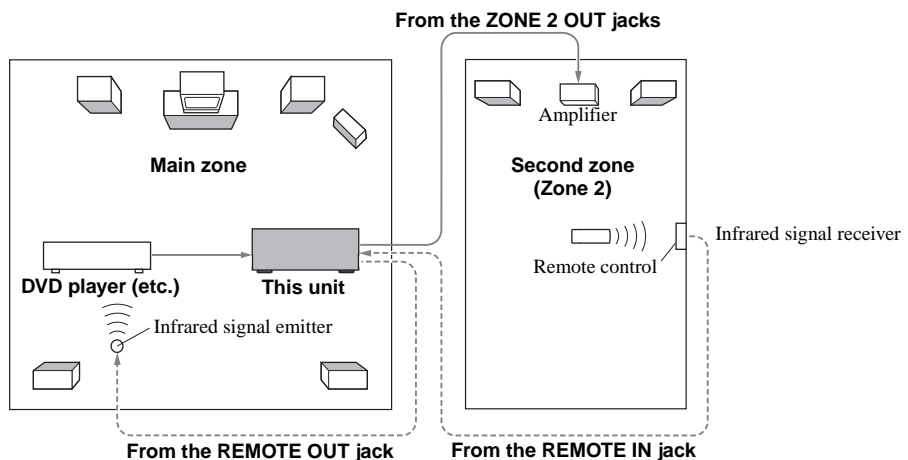 From the ZONE 2 OUT jacks
Amplifier
Main zone
Second zone
(Zone 2)
Infrared signal receiver
Remote control
DVD player (etc.)
This unit
Infrared signal emitter
From the REMOTE OUT jack
From the REMOTE IN jack